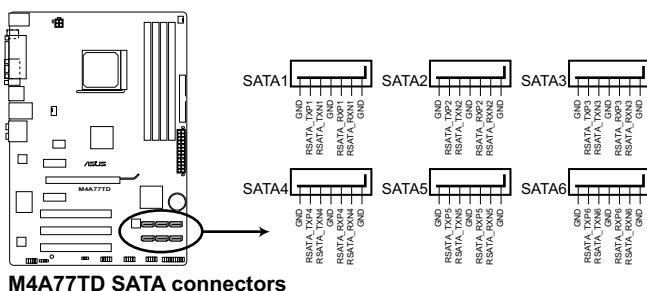 SATA1
GND
RSATA_TXP1
RSATA_TXN1
GND
RSATA_RXP1
RSATA_RXN1
GND
SATA2
GND
RSATA_TXP2
RSATA_TXN2
GND
RSATA_RXP2
RSATA_RXN2
GND
SATA3
GND
RSATA_TXP3
RSATA_TXN3
GND
RSATA_RXP3
RSATA_RXN3
GND
ASUS
M4A77TD
SATA4
GND
RSATA_TXP4
RSATA_TXN4
GND
RSATA_RXP4
RSATA_RXN4
GND
SATA5
GND
RSATA_TXP5
RSATA_TXN5
GND
RSATA_RXP5
RSATA_RXN5
GND
SATA6
GND
RSATA_TXP6
RSATA_TXN6
GND
RSATA_RXP6
RSATA_RXN6
GND
M4A77TD SATA connectors